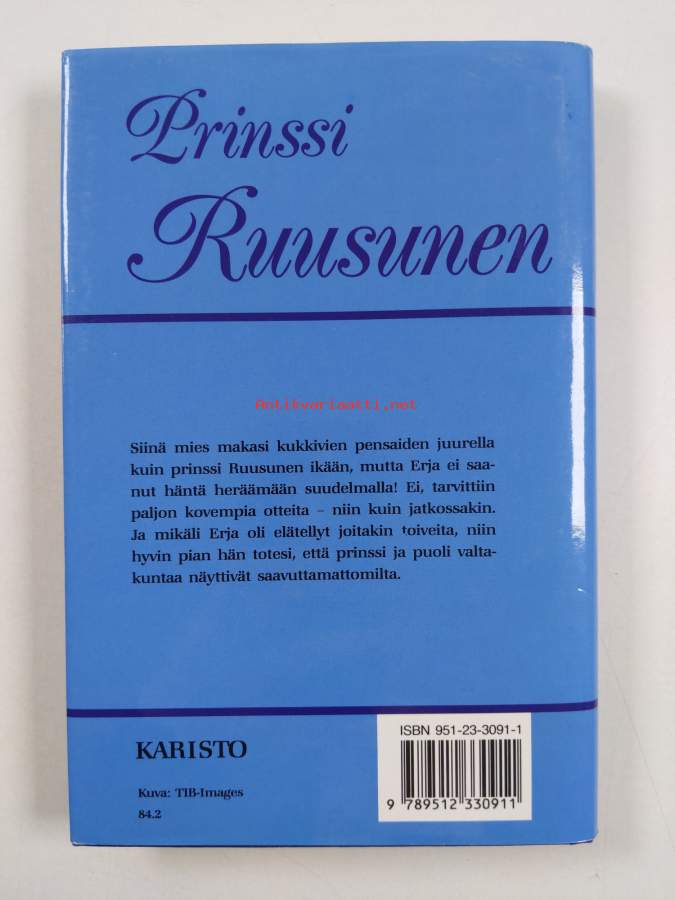 Prinssi
Ruusunen
Antikvariaatti.net
Siinä mies makasi kukkivien pensaiden juurella
kuin prinssi Ruusunen ikään, mutta Erja ei saa-
nut häntä heräämään suudelmalla! Ei, tarvittiin
paljon kovempia otteita – niin kuin jatkossakin.
Ja mikäli Erja oli elätellyt joitakin toiveita, niin
hyvin pian hän totesi, että prinssi ja puoli valta-
kuntaa näyttivät saavuttamattomilta.
KARISTO
Kuva: TIB-Images
84.2
ISBN 951-23-3091-1
9 789512 330911